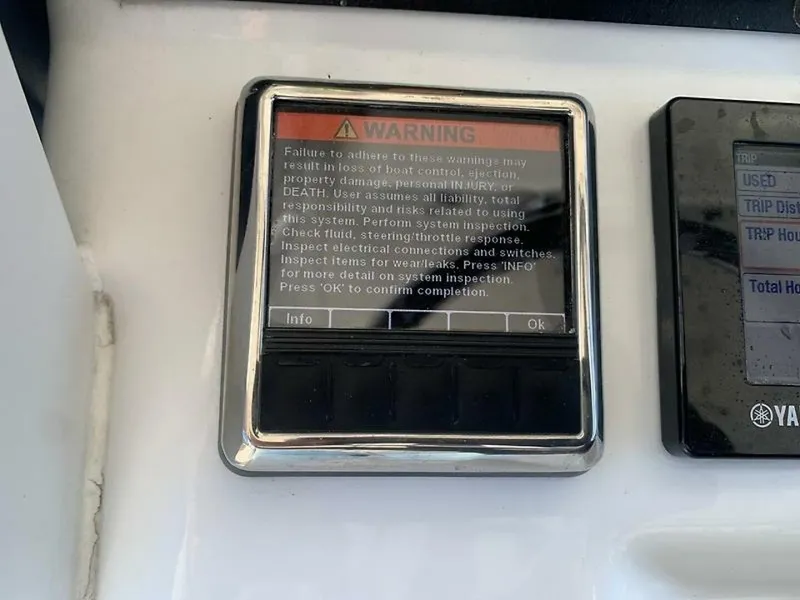 WARNING
Failure to adhere to these warnings may
result in loss of boat control, ejection,
property damage, personal INJURY, or
DEATH. User assumes all liability, total
responsibility and risks related to using
this system. Perform system inspection.
Check fluid, steering/throttle response.
Inspect electrical connections and switches.
Inspect items for wear/leaks. Press 'INFO'
for more detail on system inspection.
Press 'OK' to confirm completion.
Info Ok
TRIP
USED
TRIP Dist
TRIP Hou
Total Ho
YA